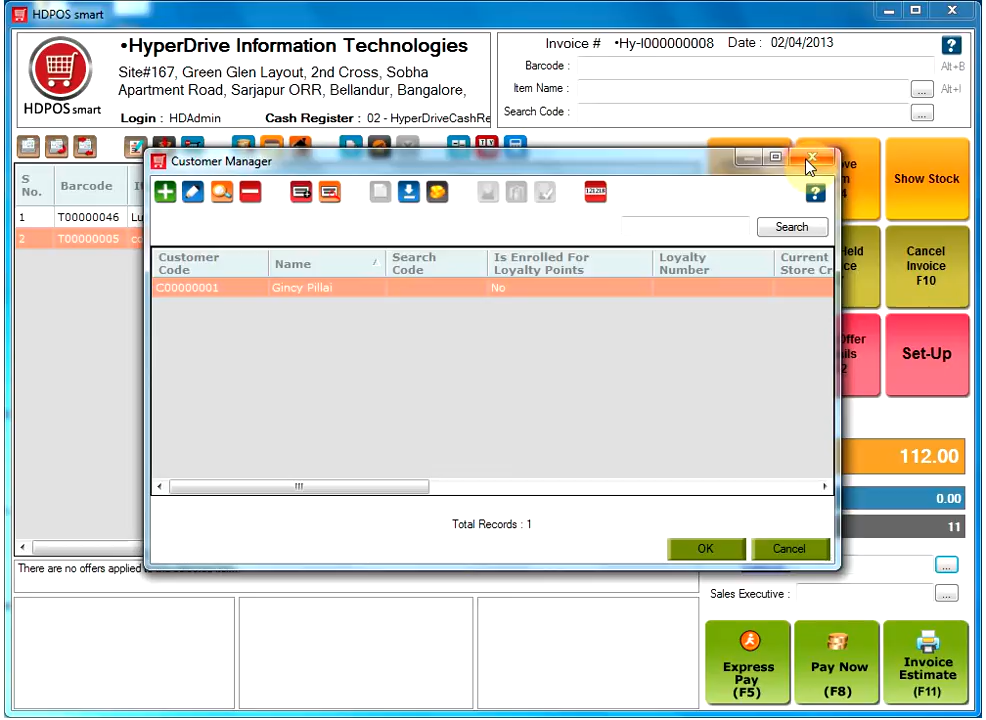 HDPOS smart
•HyperDrive Information Technologies
Site#167, Green Glen Layout, 2nd Cross, Sobha
Apartment Road, Sarjapur ORR, Bellandur, Bangalore,
HDPOS smart
Login : HDAdmin
Cash Register : 02 - HyperDriveCashRe
Invoice # •Hy-I000000008 Date : 02/04/2013
Barcode : Alt+B
Item Name : ... Alt+I
Search Code : ...
S No.
Barcode
1 T00000046 Lu
2 T00000005 co
Customer Manager
Search
Customer Code
Name
Search Code
Is Enrolled For Loyalty Points
Loyalty Number
Current Store Cr
C00000001 Gincy Pillai No
Total Records : 1
OK
Cancel
Show Stock
Cancel Invoice F10
Set-Up
112.00
0.00
11
There are no offers applied
...
Sales Executive : ...
Express Pay (F5)
Pay Now (F8)
Invoice Estimate (F11)